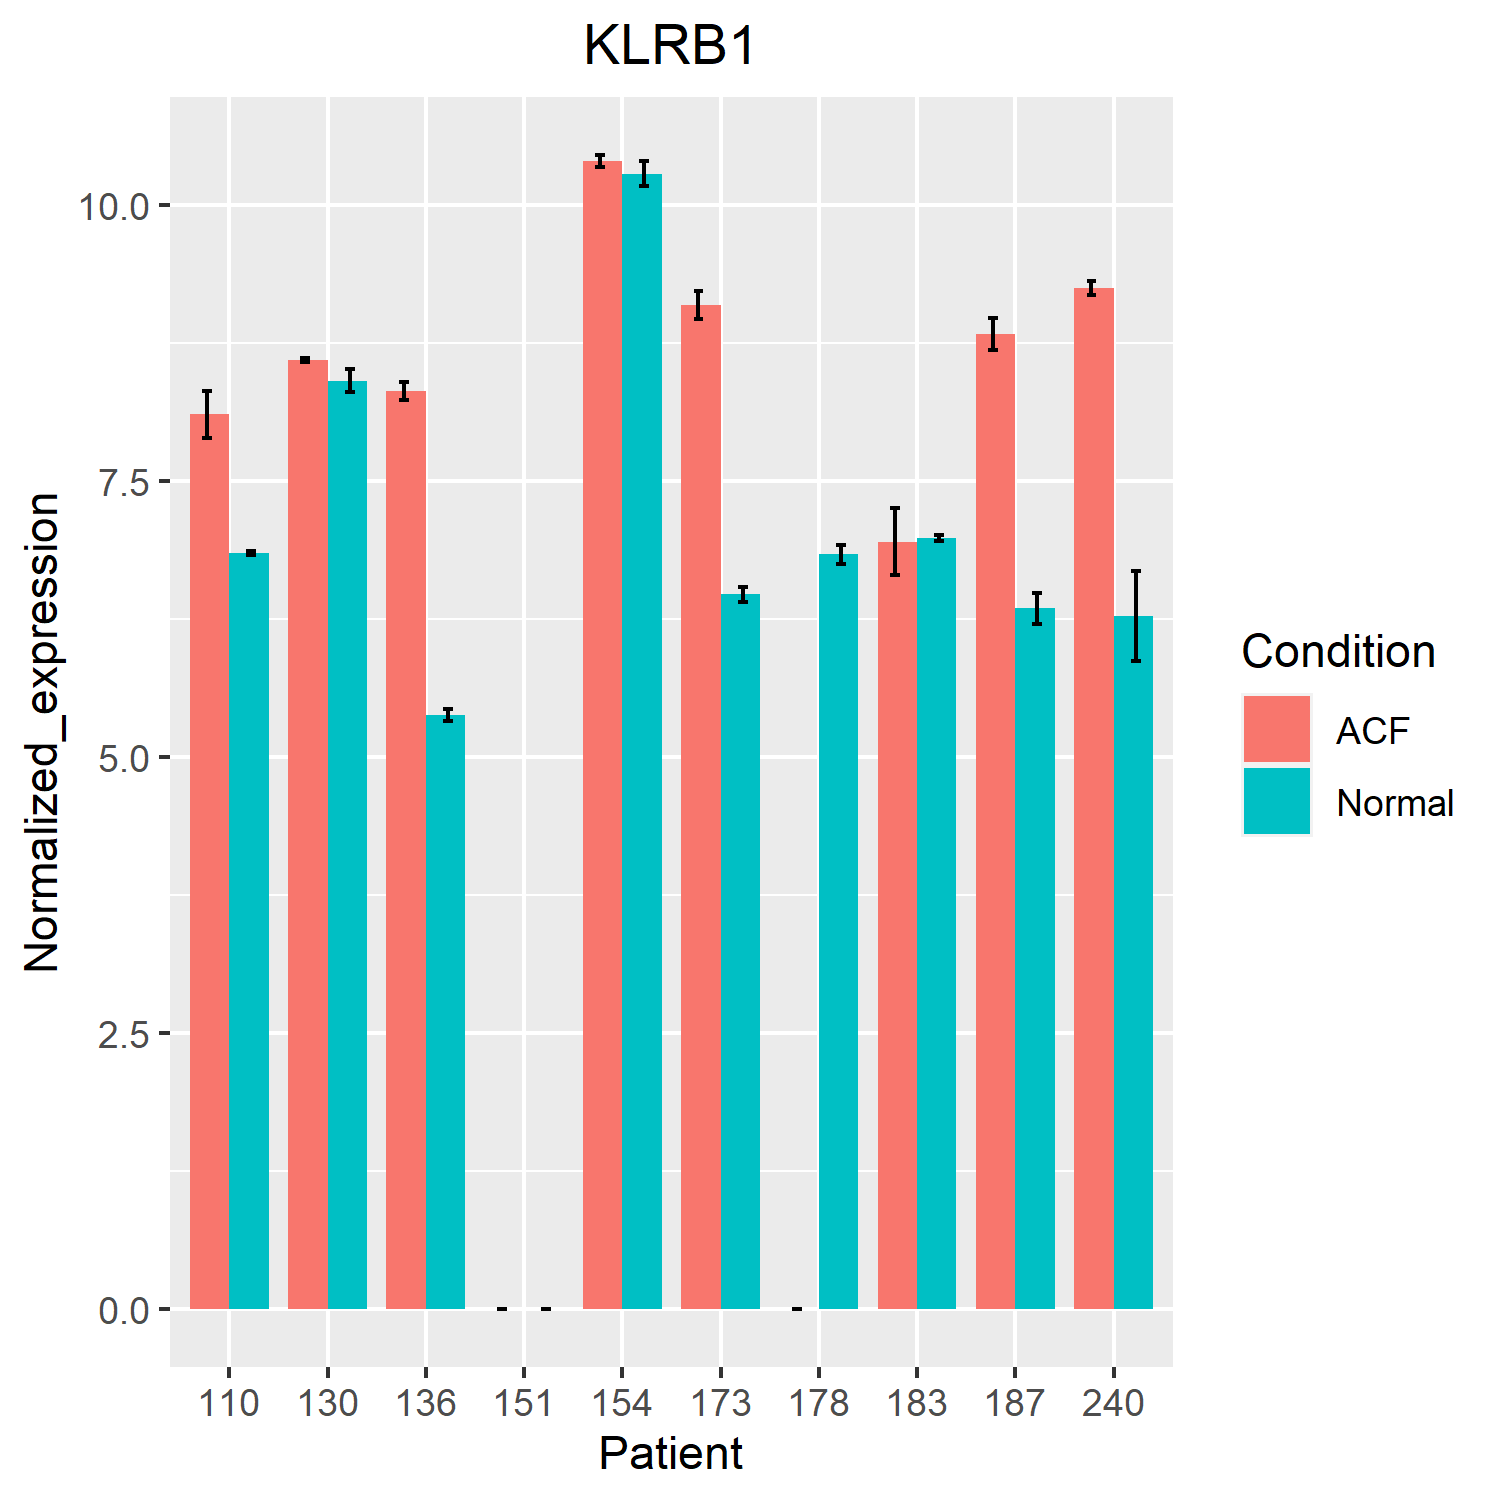 KLRB1
10.0
7.5
5.0
2.5
0.0
Normalized_expression
110 130 136 151 154 173 178 183 187 240
Patient
Condition
ACF
Normal